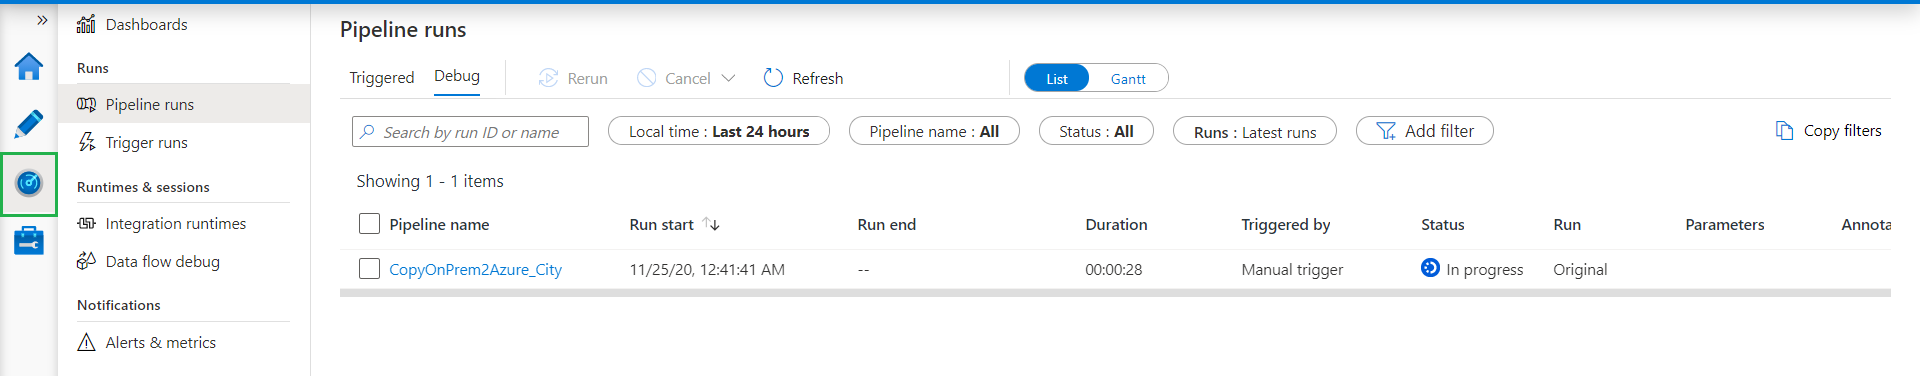 »
Dashboards
Runs
Pipeline runs
Trigger runs
Runtimes & sessions
Integration runtimes
Data flow debug
Notifications
Alerts & metrics
Pipeline runs
Triggered Debug Rerun Cancel Refresh List Gantt
Search by run ID or name Local time : Last 24 hours Pipeline name : All Status : All Runs : Latest runs Add filter Copy filters
Showing 1 - 1 items
Pipeline name Run start ↑↓ Run end Duration Triggered by Status Run Parameters Annota
CopyOnPrem2Azure_City 11/25/20, 12:41:41 AM -- 00:00:28 Manual trigger In progress Original